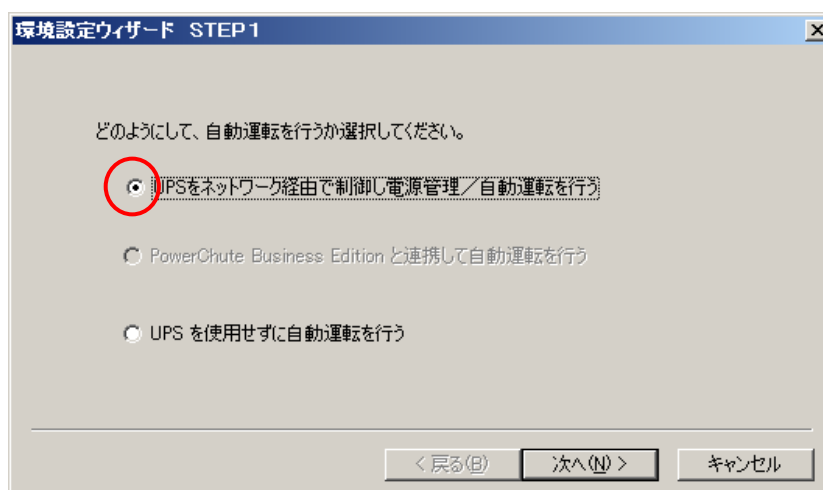 環境設定ウィザード STEP1
どのようにして、自動運転を行うか選択してください。
UPSをネットワーク経由で制御し電源管理／自動運転を行う
PowerChute Business Edition と連携して自動運転を行う
UPS を使用せずに自動運転を行う
< 戻る(B)
次へ(N) >
キャンセル